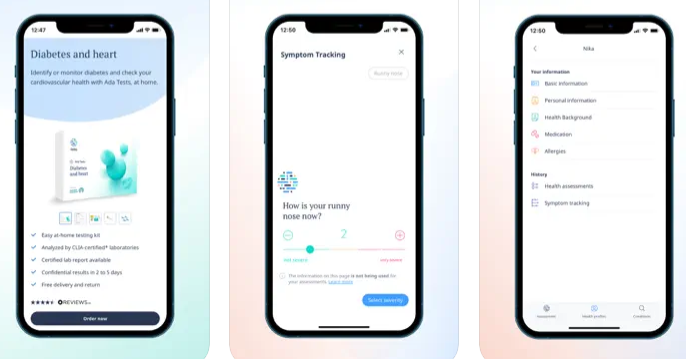 12:47
Diabetes and heart
Identify or monitor diabetes and check your
cardiovascular health with Ada Tests, at home.
Diabetes
and heart
Easy at-home testing kit
Analyzed by CLIA-certified* laboratories
Certified lab report available
Confidential results in 2 to 5 days
Free delivery and return
REVIEWS
Order now
12:50
Symptom Tracking
Runny nose
How is your runny
nose now?
2
Not severe
Very severe
The information on this page is not being used for
your assessments. Learn more
Select severity
12:50
Nika
Your information
Basic information
Personal information
Health Background
Medication
Allergies
History
Health assessments
Symptom tracking
Assessment
Health profiles
Conditions